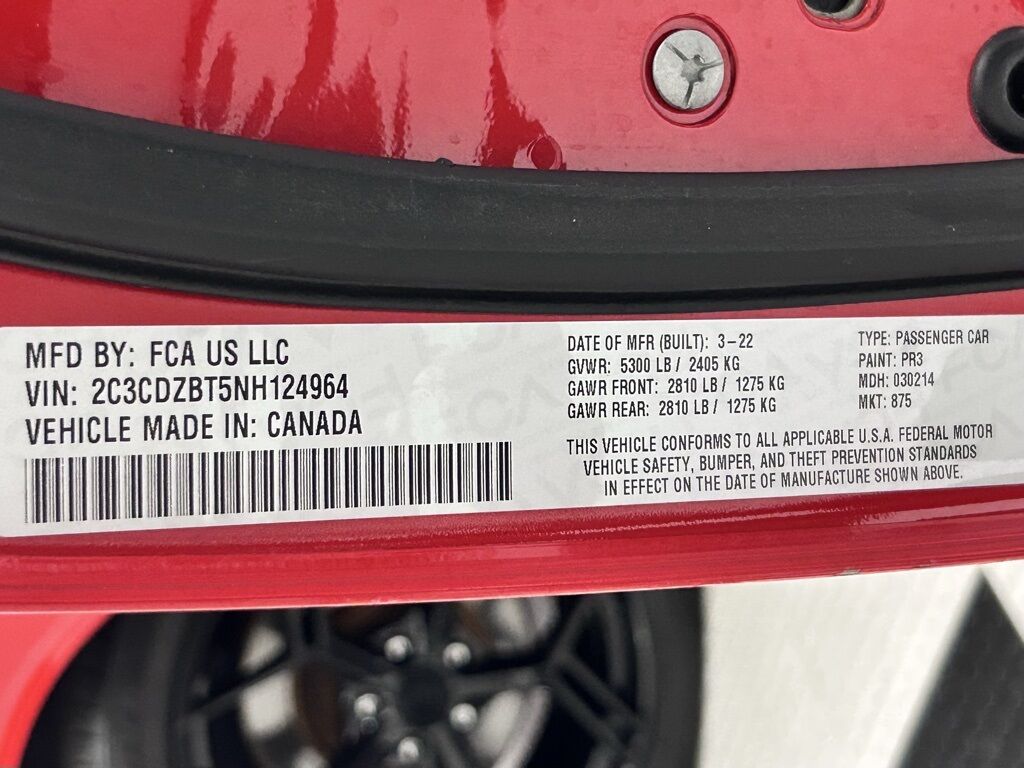 MFD BY: FCA US LLC
VIN: 2C3CDZBT5NH124964
VEHICLE MADE IN: CANADA
DATE OF MFR (BUILT): 3-22
GVWR: 5300 LB / 2405 KG
GAWR FRONT: 2810 LB / 1275 KG
GAWR REAR: 2810 LB / 1275 KG
TYPE: PASSENGER CAR
PAINT: PR3
MDH: 030214
MKT: 875
THIS VEHICLE CONFORMS TO ALL APPLICABLE U.S.A. FEDERAL MOTOR
VEHICLE SAFETY, BUMPER, AND THEFT PREVENTION STANDARDS
IN EFFECT ON THE DATE OF MANUFACTURE SHOWN ABOVE.